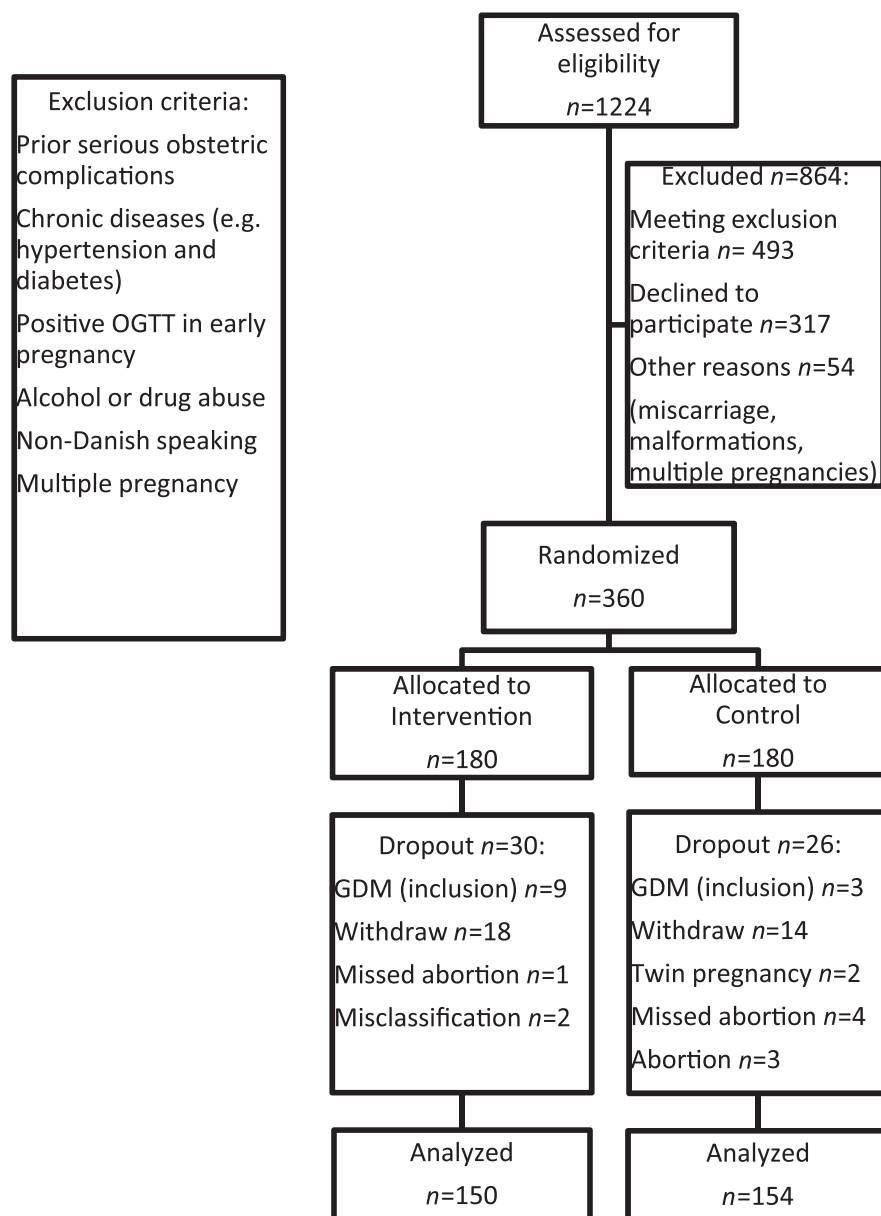 Assessed for
eligibility
n=1224
Exclusion criteria:
Prior serious obstetric
complications
Chronic diseases (e.g.
hypertension and
diabetes)
Positive OGTT in early
pregnancy
Alcohol or drug abuse
Non-Danish speaking
Multiple pregnancy
Excluded n=864:
Meeting exclusion
criteria n= 493
Declined to
participate n=317
Other reasons n=54
(miscarriage,
malformations,
multiple pregnancies)
Randomized
n=360
Allocated to
Intervention
n=180
Allocated to
Control
n=180
Dropout n=30:
GDM (inclusion) n=9
Withdraw n=18
Missed abortion n=1
Misclassification n=2
Dropout n=26:
GDM (inclusion) n=3
Withdraw n=14
Twin pregnancy n=2
Missed abortion n=4
Abortion n=3
Analyzed
n=150
Analyzed
n=154